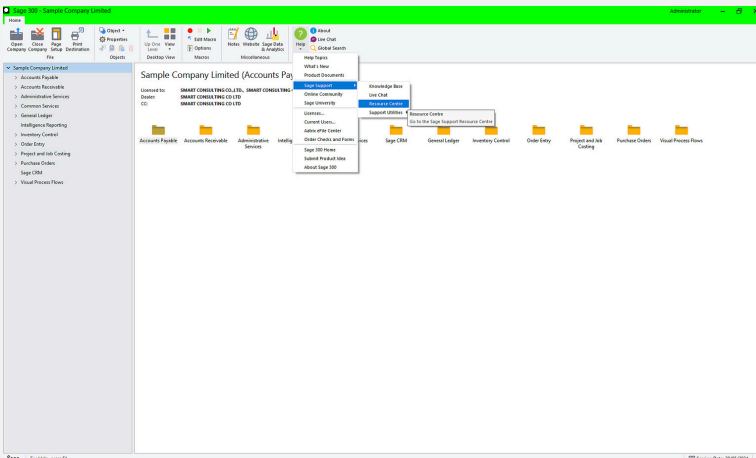 Sage 300 - Sample Company Limited
Administrator
Home
Open Company
Close Company
Page Setup
Print Destination
File
Object
Properties
Objects
Up One Level
View
Desktop View
Edit Macro
Options
Macros
Notes
Website
Sage Data & Analytics
Miscellaneous
Help
About
Live Chat
Global Search
Sample Company Limited
Accounts Payable
Accounts Receivable
Administrative Services
Common Services
General Ledger
Intelligence Reporting
Inventory Control
Order Entry
Project and Job Costing
Purchase Orders
Sage CRM
Visual Process Flows
Sample Company Limited (Accounts Pay
Licensed to: SMART CONSULTING CO.,LTD., SMART CONSULTING
Dealer: SMART CONSULTING CO LTD
CO: SMART CONSULTING CO LTD
Help Topics
What's New
Product Documents
Sage Support
Online Community
Sage University
Licenses...
Current Users...
Aatrix eFile Center
Order Checks and Forms
Sage 300 Home
Submit Product Idea
About Sage 300
Knowledge Base
Live Chat
Resource Centre
Support Utilities
Resource Centre
Go to the Sage Support Resource Centre
Accounts Payable
Accounts Receivable
Administrative Services
Sage CRM
General Ledger
Inventory Control
Order Entry
Project and Job Costing
Purchase Orders
Visual Process Flows